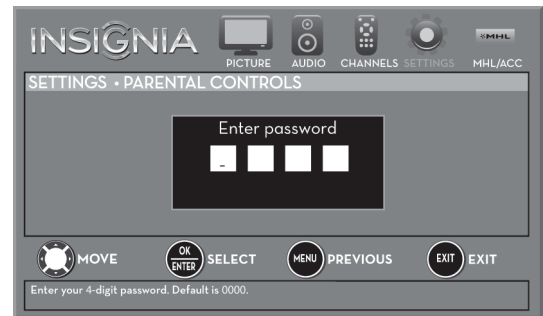 INSIGNIA
PICTURE AUDIO CHANNELS SETTINGS MHL/ACC
MHL
SETTINGS • PARENTAL CONTROLS
Enter password
_
MOVE
OK
ENTER
SELECT
MENU
PREVIOUS
EXIT
EXIT
Enter your 4-digit password. Default is 0000.